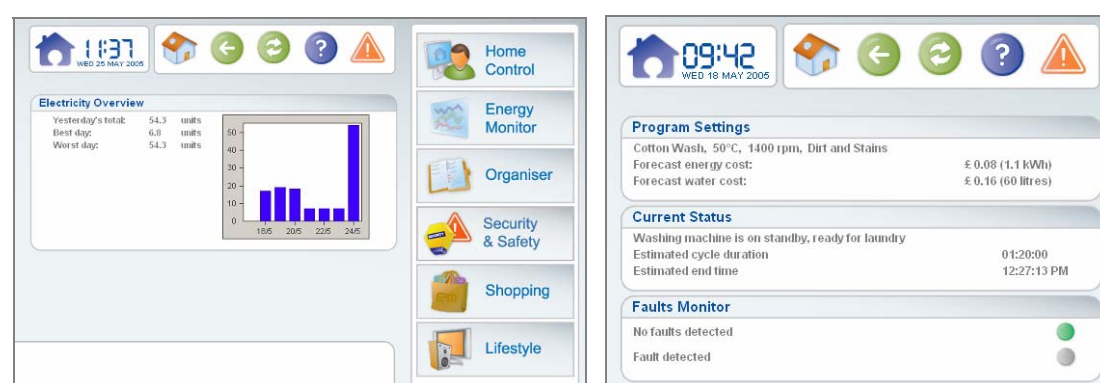 11:37
WED 25 MAY 2005
?
Electricity Overview
Yesterday's total: 54.3 units
Best day: 6.8 units
Worst day: 54.3 units
50
40
30
20
10
0
18/5 20/5 22/5 24/5
Home
Control
Energy
Monitor
Organiser
Security
& Safety
Shopping
Lifestyle
09:42
WED 18 MAY 2005
?
Program Settings
Cotton Wash, 50°C, 1400 rpm, Dirt and Stains
Forecast energy cost: £ 0.08 (1.1 kWh)
Forecast water cost: £ 0.16 (60 litres)
Current Status
Washing machine is on standby, ready for laundry
Estimated cycle duration 01:20:00
Estimated end time 12:27:13 PM
Faults Monitor
No faults detected
Fault detected